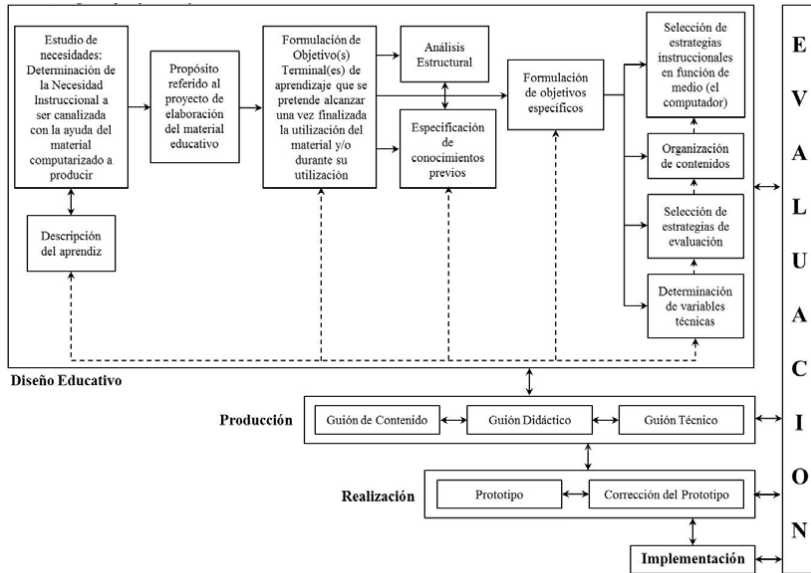 Estudio de
necesidades:
Determinación de
la Necesidad
Instruccional a
ser canalizada
con la ayuda del
material
computarizado a
producir
Propósito
referido al
proyecto de
elaboración
del material
educativo
Formulación de
Objetivo(s)
Terminal(es) de
aprendizaje que se
pretende alcanzar
una vez finalizada
la utilización del
material y/o
durante su
utilización
Análisis
Estructural
Especificación
de
conocimientos
previos
Formulación
de objetivos
específicos
Selección de
estrategias
instruccionales
en función de
medio (el
computador)
Organización
de contenidos
Selección de
estrategias de
evaluación
Determinación
de variables
técnicas
Descripción
del aprendiz
Diseño Educativo
Producción
Guión de Contenido
Guión Didáctico
Guión Técnico
Realización
Prototipo
Corrección del Prototipo
Implementación
E
V
A
L
U
A
C
I
O
N